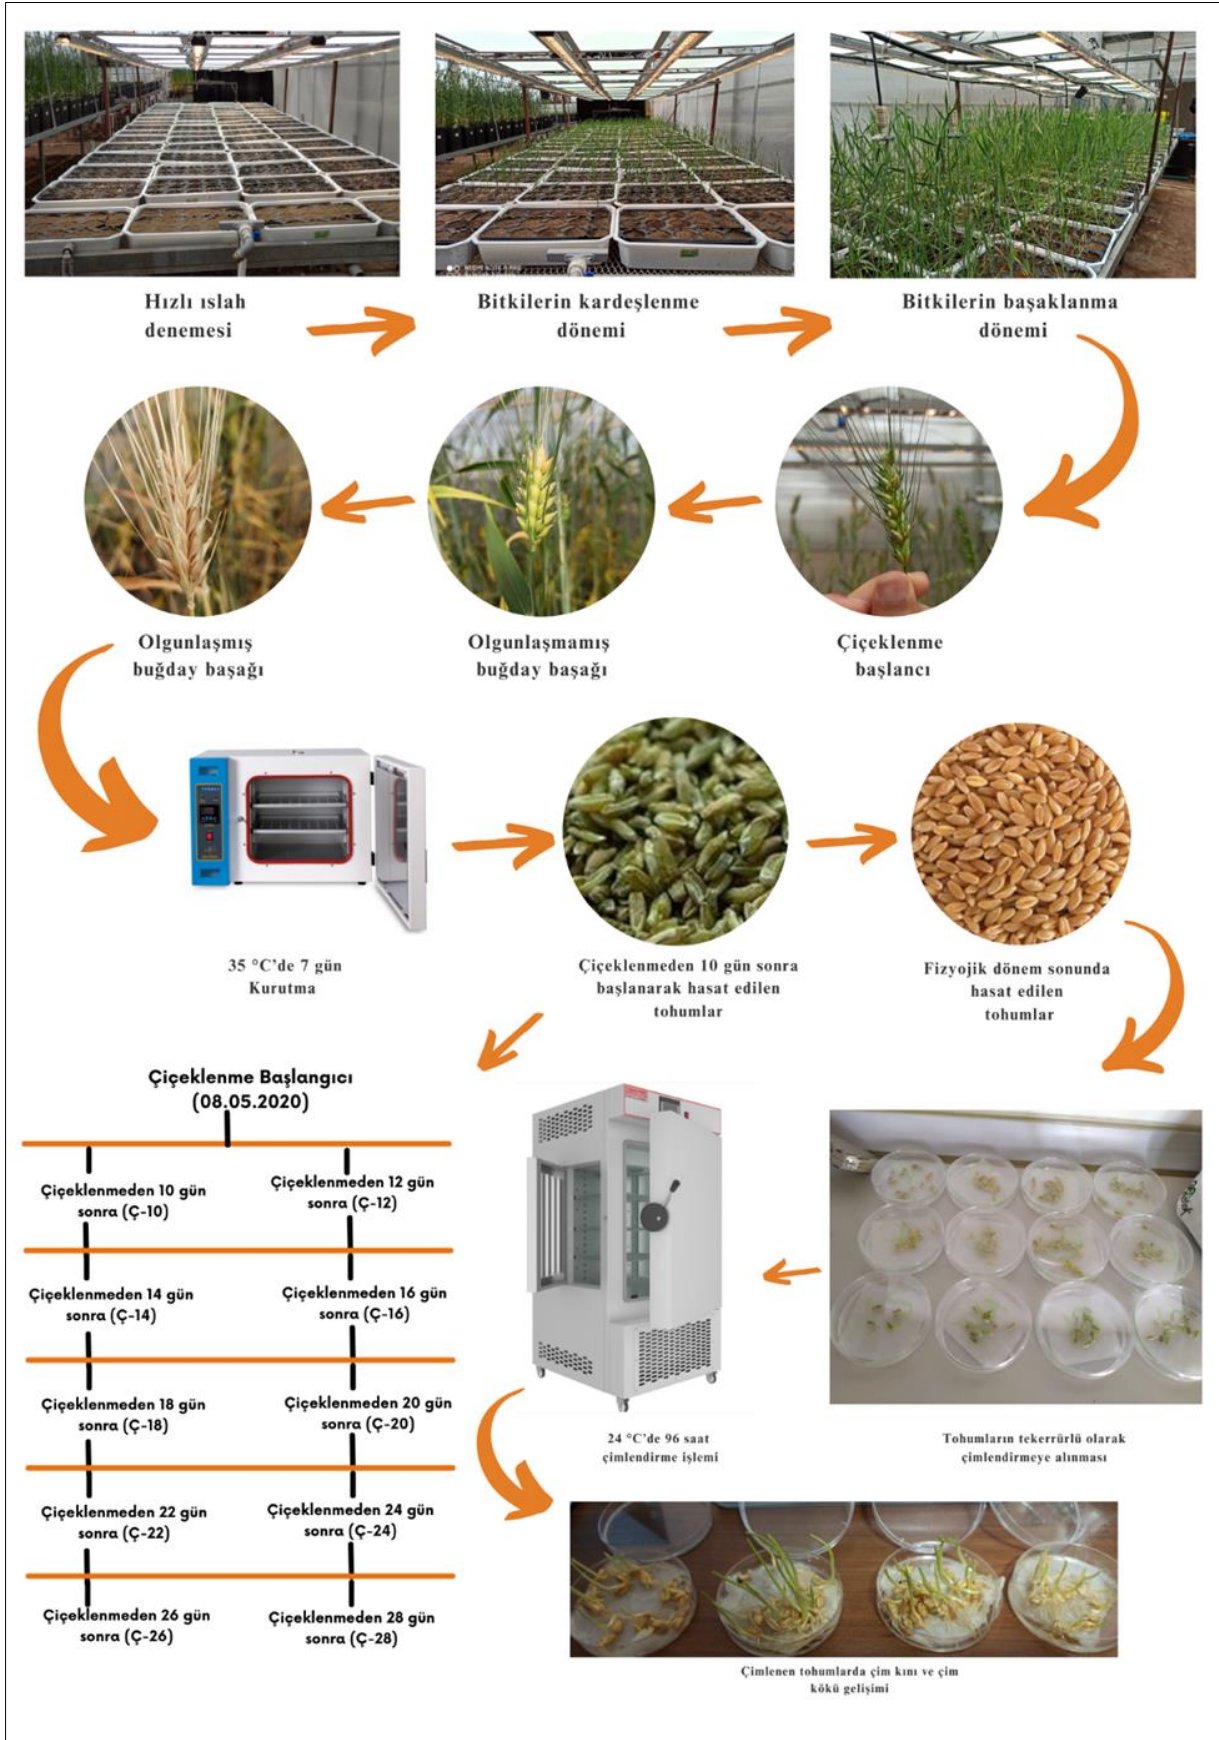 Hızlı ıslah
denemesi
Bitkilerin kardeşlenme
dönemi
Bitkilerin başaklanma
dönemi
Olgunlaşmış
buğday başağı
Olgunlaşmamış
buğday başağı
Çiçeklenme
başlancı
35 °C'de 7 gün
Kurutma
Çiçeklenmeden 10 gün sonra
başlanarak hasat edilen
tohumlar
Fizyojik dönem sonunda
hasat edilen
tohumlar
Çiçeklenme Başlangıcı
(08.05.2020)
Çiçeklenmeden 10 gün
sonra (Ç-10)
Çiçeklenmeden 12 gün
sonra (Ç-12)
Çiçeklenmeden 14 gün
sonra (Ç-14)
Çiçeklenmeden 16 gün
sonra (Ç-16)
Çiçeklenmeden 18 gün
sonra (Ç-18)
Çiçeklenmeden 20 gün
sonra (Ç-20)
Çiçeklenmeden 22 gün
sonra (Ç-22)
Çiçeklenmeden 24 gün
sonra (Ç-24)
Çiçeklenmeden 26 gün
sonra (Ç-26)
Çiçeklenmeden 28 gün
sonra (Ç-28)
24 °C'de 96 saat
çimlendirme işlemi
Tohumların tekerrürlü olarak
çimlendirmeye alınması
Çimlenen tohumlarda çim kını ve çim
kökü gelişimi